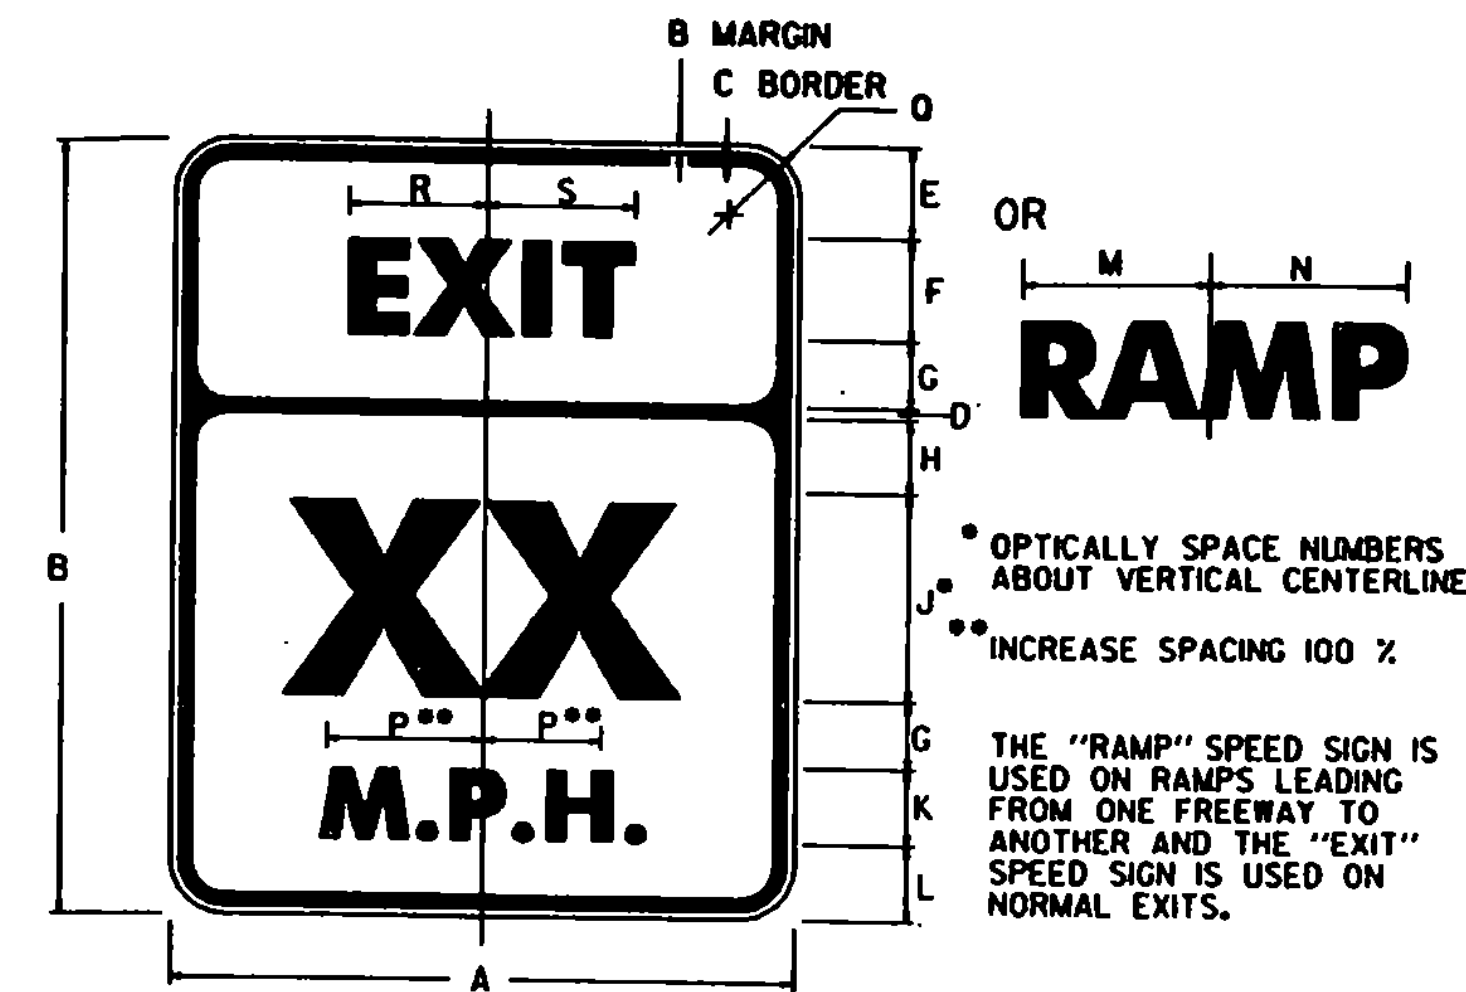 B MARGIN
C BORDER
Q
R
S
E
EXIT
F
G
D
H
OR
M
N
RAMP
XX
B
J*
* OPTICALLY SPACE NUMBERS
ABOUT VERTICAL CENTERLINE
** INCREASE SPACING 100 %
P**
P**
G
M.P.H.
K
L
THE "RAMP" SPEED SIGN IS
USED ON RAMPS LEADING
FROM ONE FREEWAY TO
ANOTHER AND THE "EXIT"
SPEED SIGN IS USED ON
NORMAL EXITS.
A